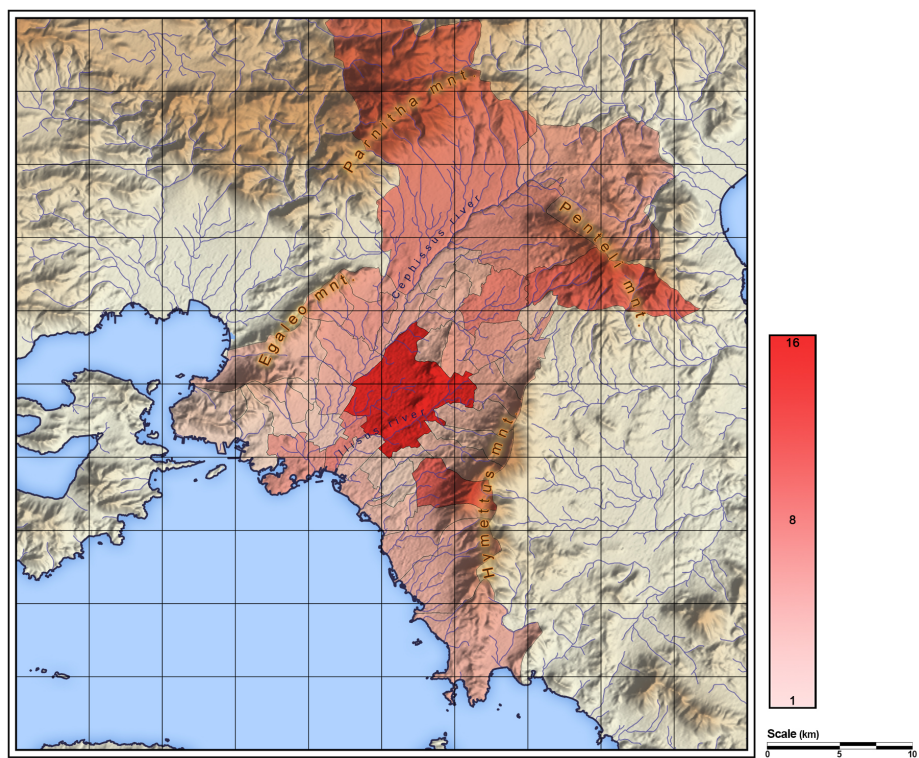 Parnitha mnt
Cephissus river
Penteli mnt.
Egaleo mnt
Ilisus river
Hymettus mnt
16
8
1
Scale (km)
0 5 10